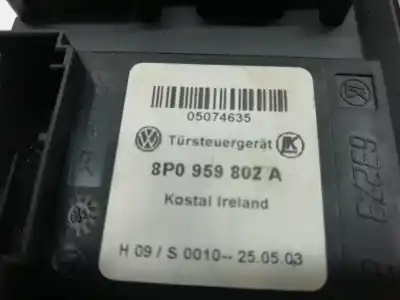 05074635
Türsteuergerät
8P0 959 802 A
Kostal Ireland
H 09 / S 0010-- 25.05.03